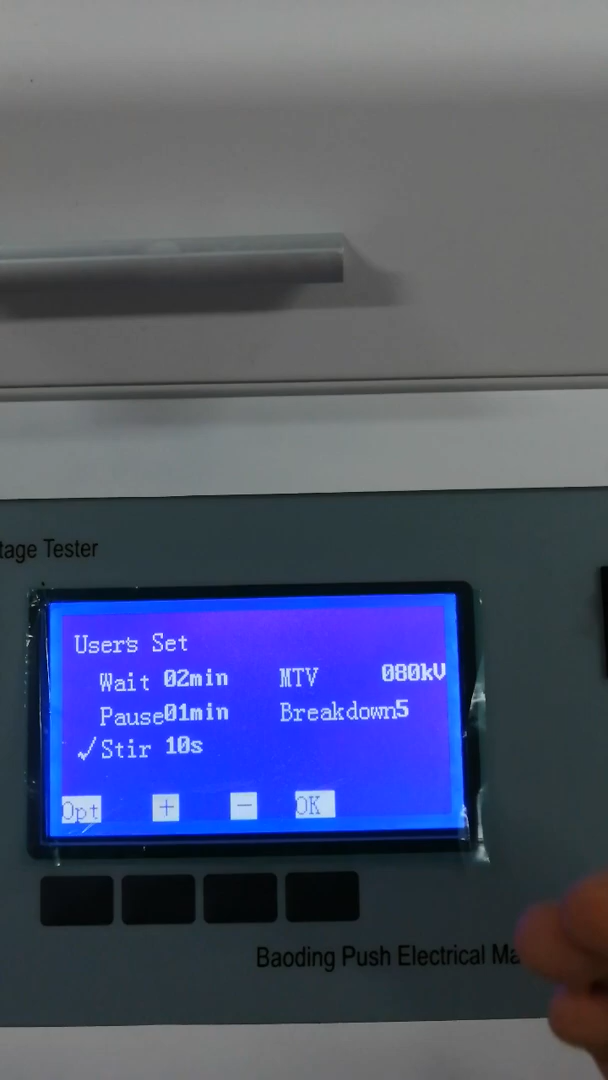 tage Tester
User's Set
Wait 02min MTV 080kV
Pause01min Breakdown5
✓Stir 10s
Opt + − OK
Baoding Push Electrical Ma